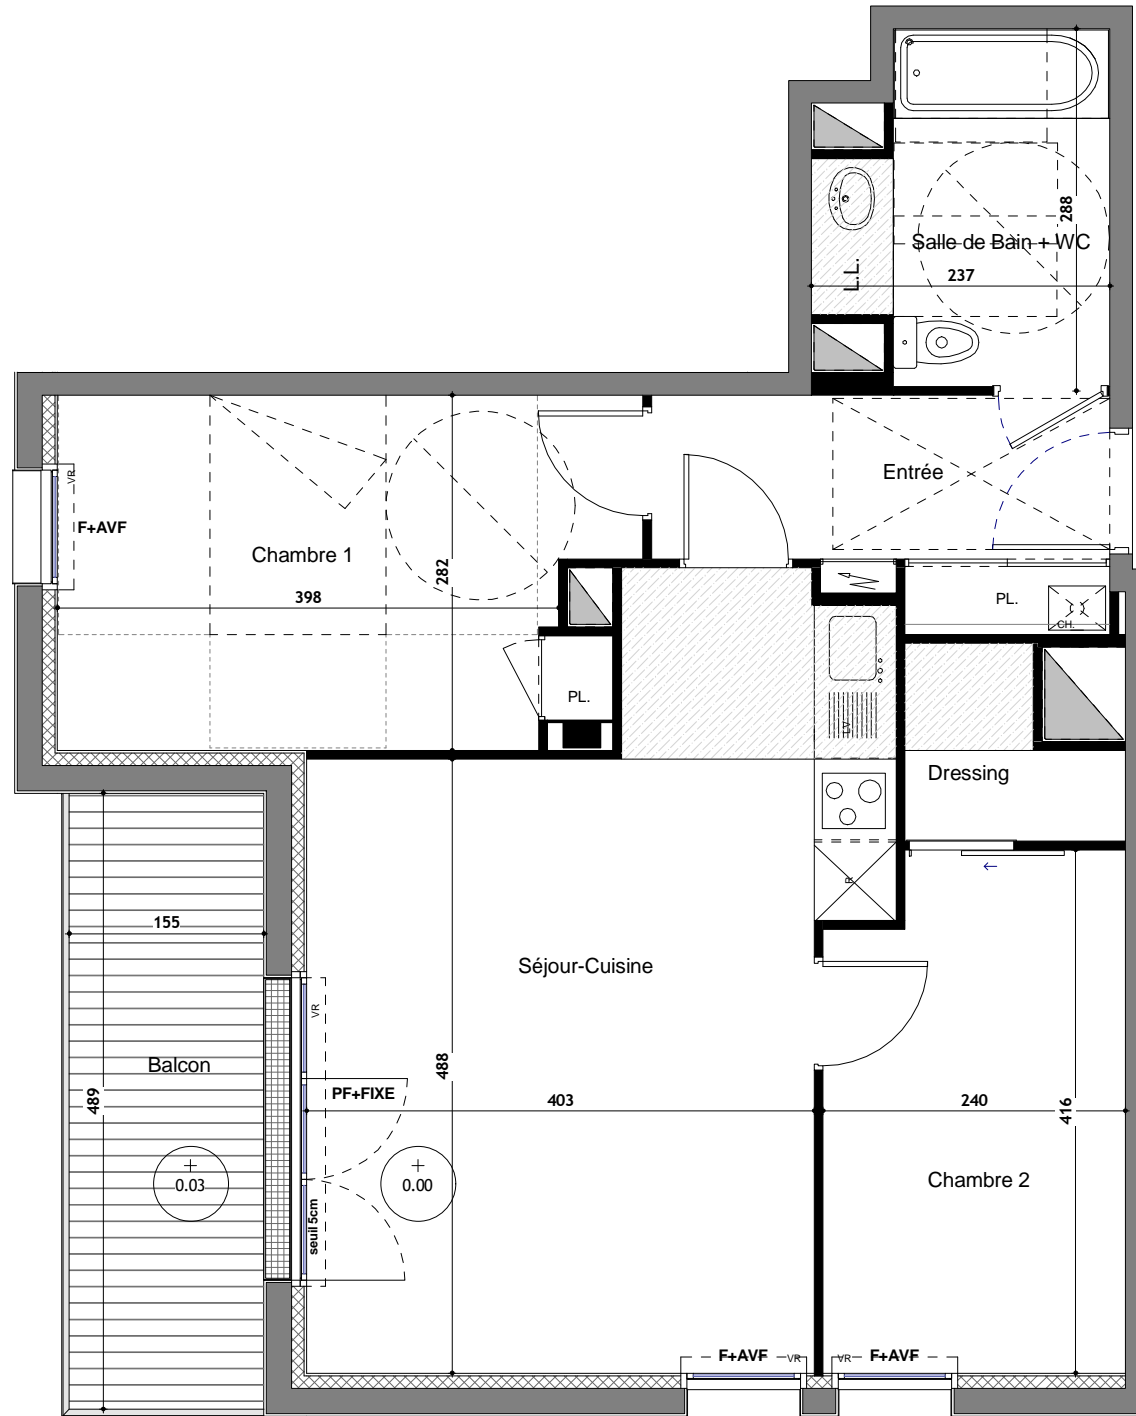 288
Salle de Bain + WC
L.L.
237
Entrée
VR
F+AVF
Chambre 1
282
398
PL.
CH.
PL.
LV
Dressing
R
155
Séjour-Cuisine
VR
Balcon
489
488
PF+FIXE
403
240
416
0.03
0.00
seuil 5cm
Chambre 2
F+AVF
VR
VR
F+AVF